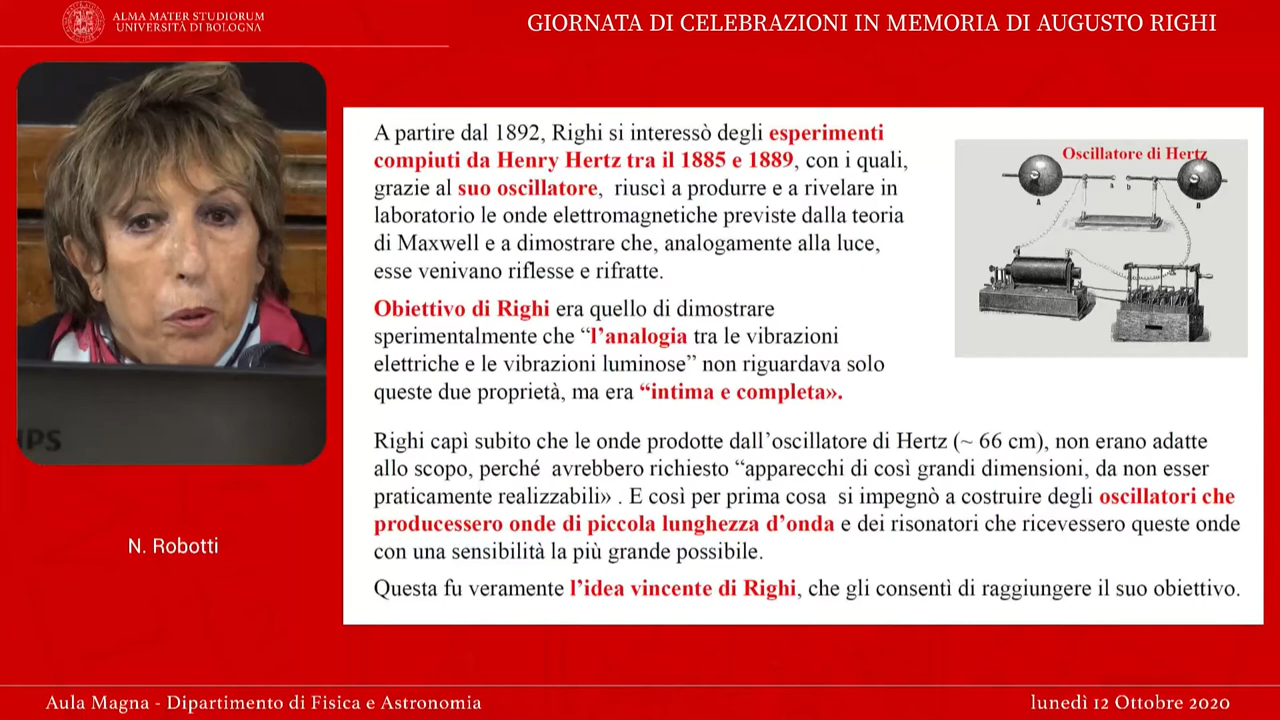 ALMA MATER STUDIORUM
UNIVERSITÀ DI BOLOGNA
GIORNATA DI CELEBRAZIONI IN MEMORIA DI AUGUSTO RIGHI
A partire dal 1892, Righi si interessò degli esperimenti
compiuti da Henry Hertz tra il 1885 e 1889, con i quali,
grazie al suo oscillatore, riuscì a produrre e a rivelare in
laboratorio le onde elettromagnetiche previste dalla teoria
di Maxwell e a dimostrare che, analogamente alla luce,
esse venivano riflesse e rifratte.
Oscillatore di Hertz
A
a
b
B
Obiettivo di Righi era quello di dimostrare
sperimentalmente che “l’analogia tra le vibrazioni
elettriche e le vibrazioni luminose” non riguardava solo
queste due proprietà, ma era “intima e completa».
Righi capì subito che le onde prodotte dall’oscillatore di Hertz (~ 66 cm), non erano adatte
allo scopo, perché avrebbero richiesto “apparecchi di così grandi dimensioni, da non esser
praticamente realizzabili» . E così per prima cosa si impegnò a costruire degli oscillatori che
producessero onde di piccola lunghezza d’onda e dei risonatori che ricevessero queste onde
con una sensibilità la più grande possibile.
Questa fu veramente l’idea vincente di Righi, che gli consentì di raggiungere il suo obiettivo.
N. Robotti
Aula Magna - Dipartimento di Fisica e Astronomia
lunedì 12 Ottobre 2020